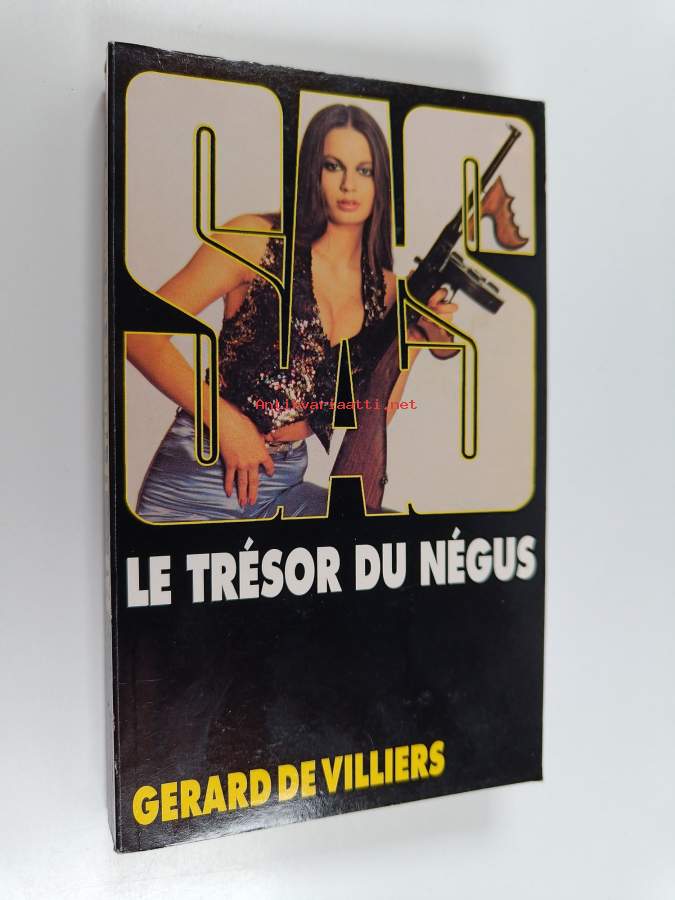 SAS
Antikvariaatti.net
LE TRÉSOR DU NÉGUS
GERARD DE VILLIERS